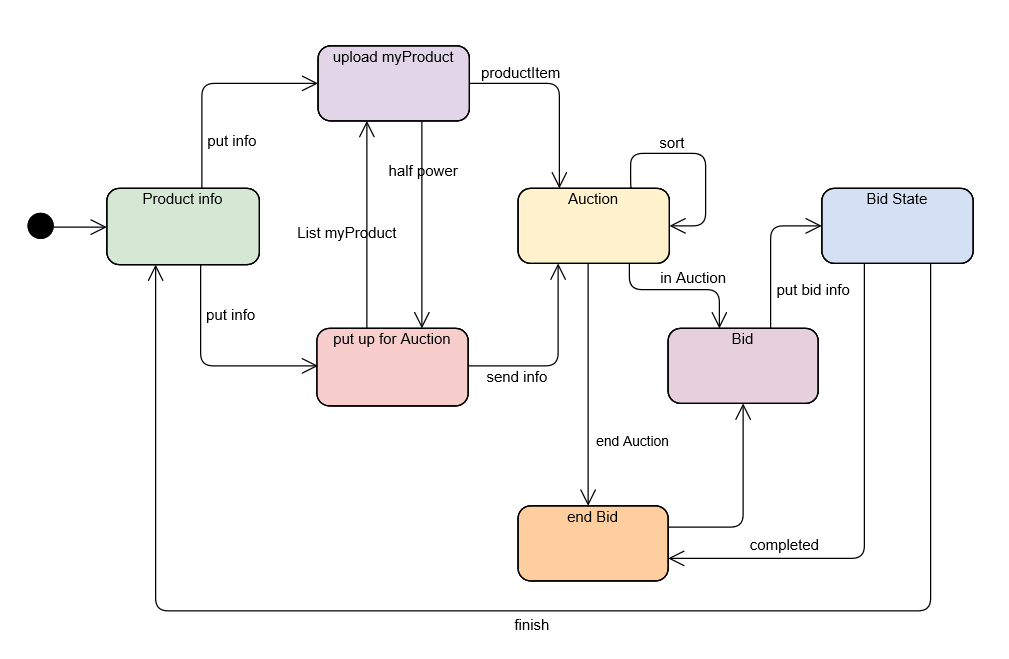 upload myProduct
productItem
put info
half power
sort
Product info
Auction
Bid State
List myProduct
in Auction
put bid info
put info
put up for Auction
Bid
send info
end Auction
end Bid
completed
finish